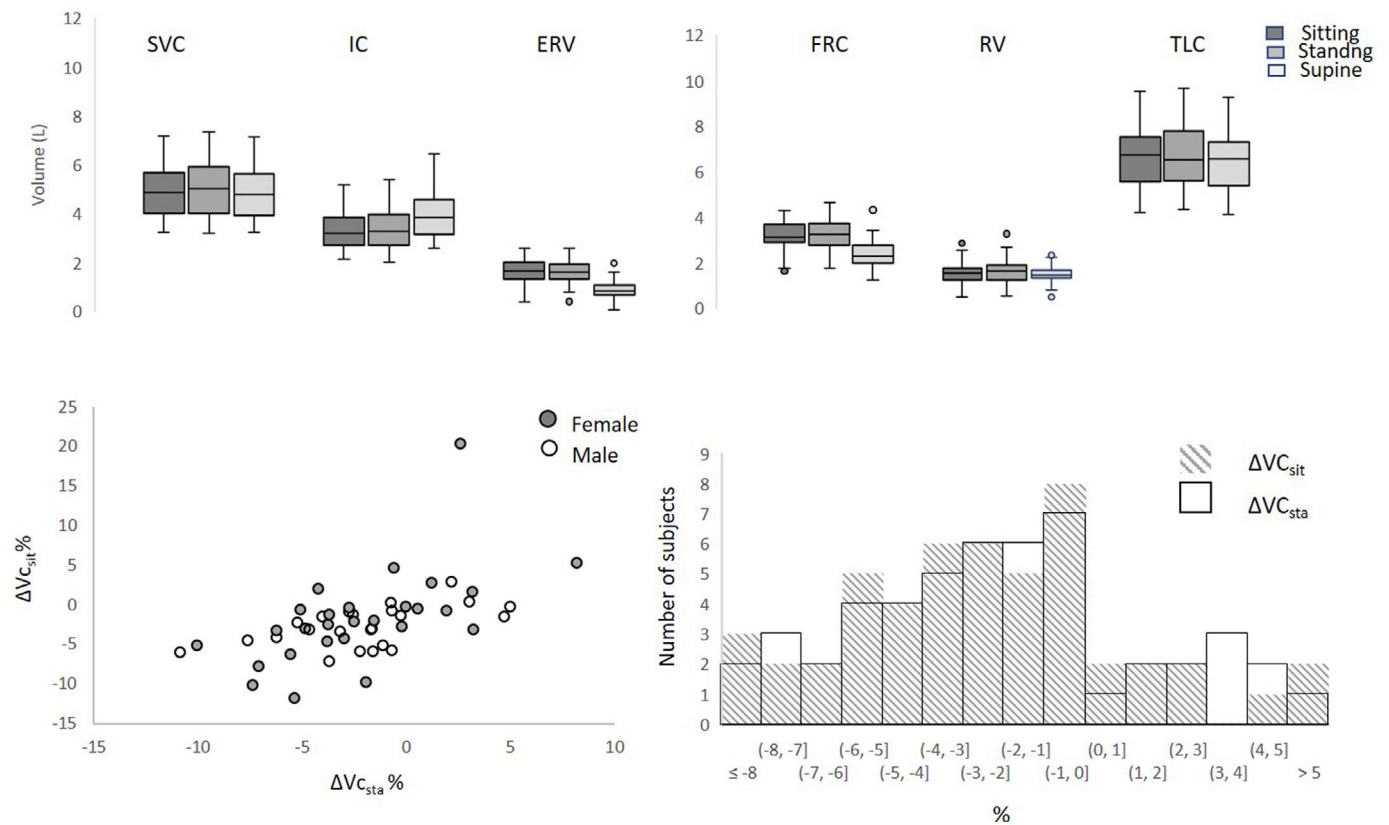 12
10
8
6
4
2
0
Volume (L)
SVC IC ERV
12
10
8
6
4
2
0
FRC RV TLC
Sitting
Standng
Supine
25
20
15
10
5
0
-5
-10
-15
ΔVcsit%
-15 -10 -5 0 5 10
ΔVcsta %
Female
Male
9
8
7
6
5
4
3
2
1
0
Number of subjects
ΔVCsit
ΔVCsta
(-8, -7] (-6, -5] (-4, -3] (-2, -1] (0, 1] (2, 3] (4, 5]
≤ -8 (-7, -6] (-5, -4] (-3, -2] (-1, 0] (1, 2] (3, 4] > 5
%